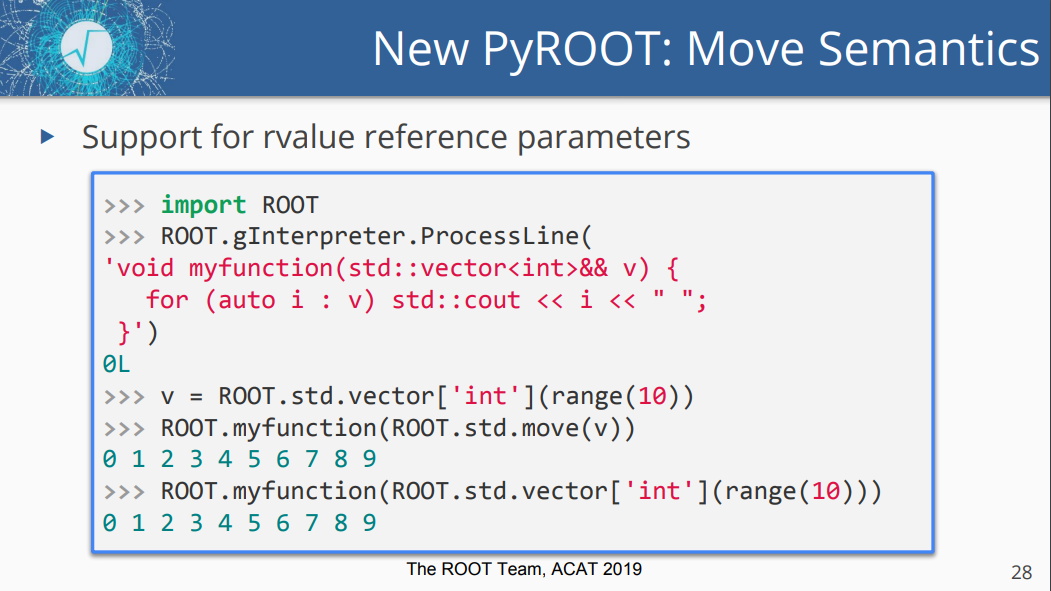 New PyROOT: Move Semantics
Support for rvalue reference parameters
>>> import ROOT
>>> ROOT.gInterpreter.ProcessLine(
'void myfunction(std::vector<int>&& v) {
   for (auto i : v) std::cout << i << " ";
 }')
0L
>>> v = ROOT.std.vector['int'](range(10))
>>> ROOT.myfunction(ROOT.std.move(v))
0 1 2 3 4 5 6 7 8 9
>>> ROOT.myfunction(ROOT.std.vector['int'](range(10)))
0 1 2 3 4 5 6 7 8 9
The ROOT Team, ACAT 2019
28